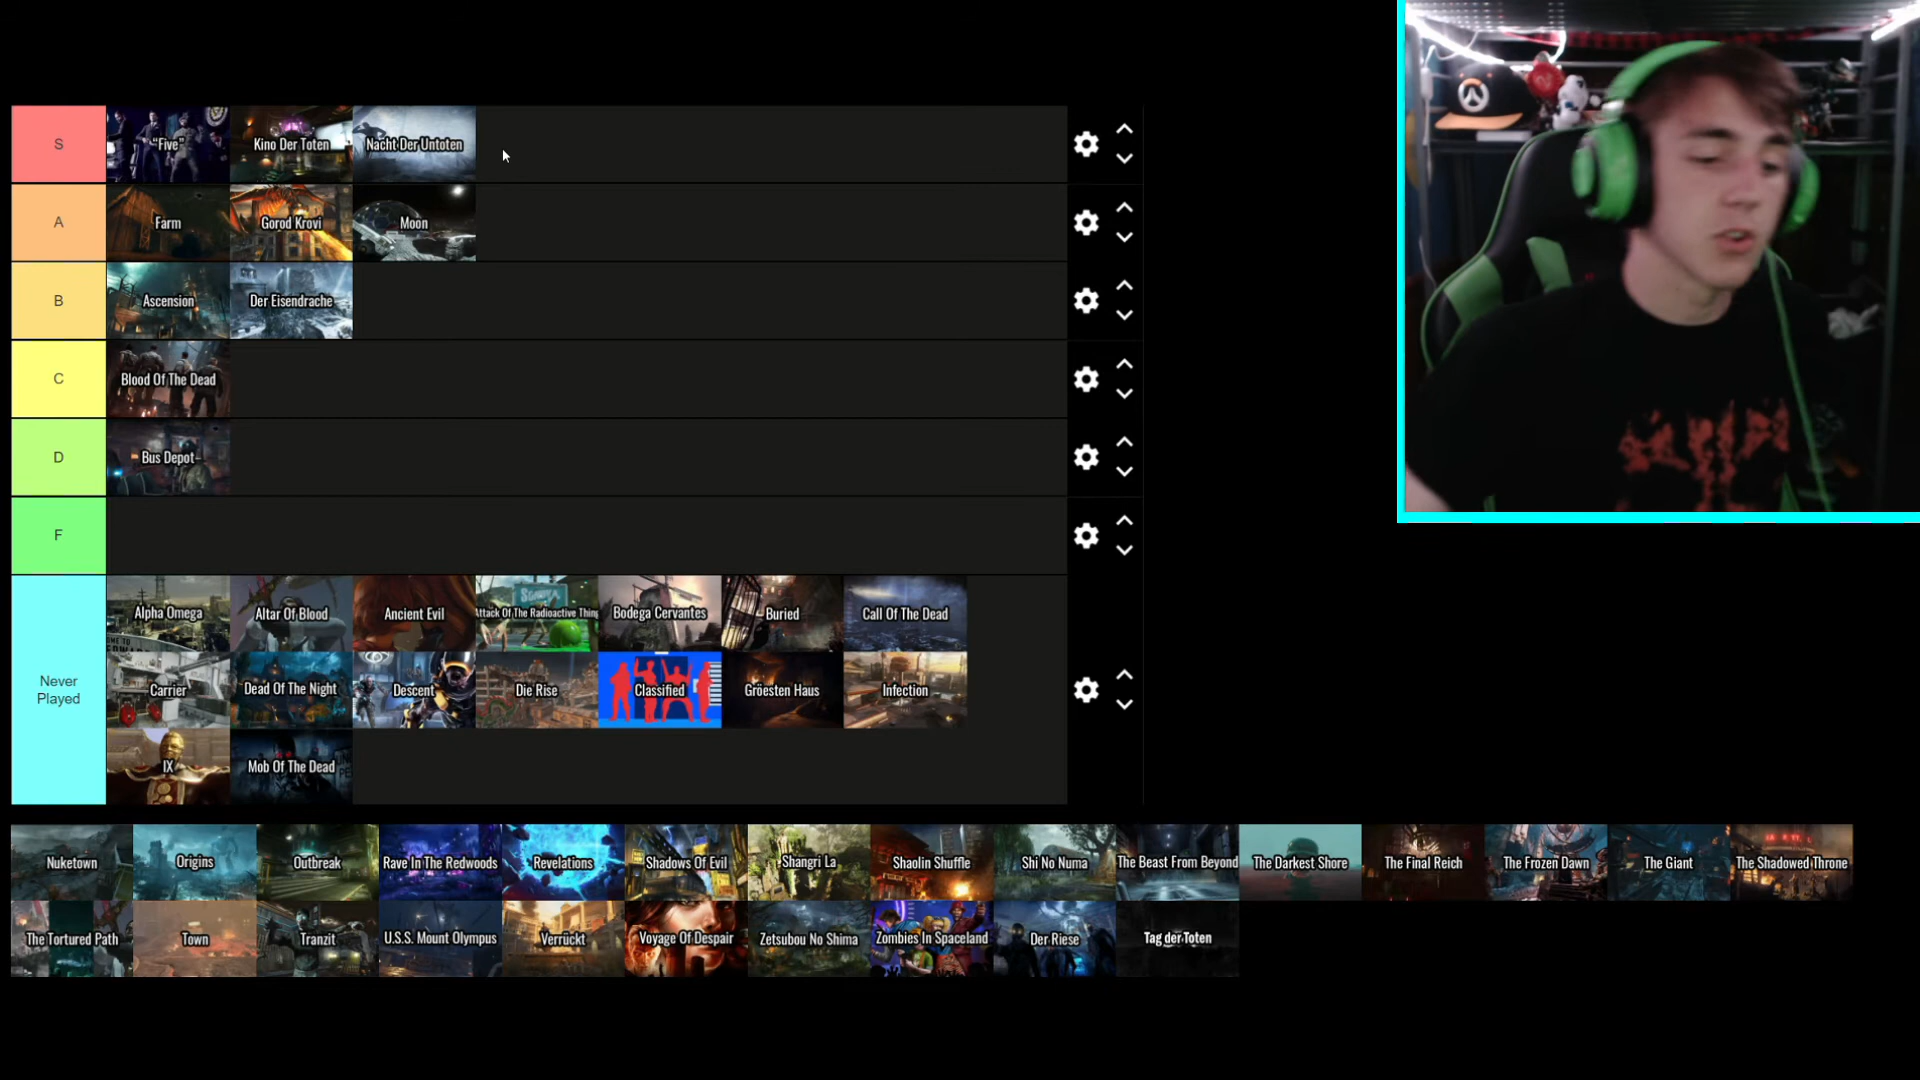 S
"Five"
Kino Der Toten
Nacht Der Untoten
A
Farm
Gorod Krovi
Moon
B
Ascension
Der Eisendrache
C
Blood Of The Dead
D
Bus Depot
F
Never
Played
Alpha Omega
Altar Of Blood
Ancient Evil
Attack Of The Radioactive Thing
Bodega Cervantes
Buried
Call Of The Dead
Carrier
Dead Of The Night
Descent
Die Rise
Classified
Gröesten Haus
Infection
IX
Mob Of The Dead
Nuketown
Origins
Outbreak
Rave In The Redwoods
Revelations
Shadows Of Evil
Shangri La
Shaolin Shuffle
Shi No Numa
The Beast From Beyond
The Darkest Shore
The Final Reich
The Frozen Dawn
The Giant
The Shadowed Throne
The Tortured Path
Town
Tranzit
U.S.S. Mount Olympus
Verrückt
Voyage Of Despair
Zetsubou No Shima
Zombies In Spaceland
Der Riese
Tag der Toten